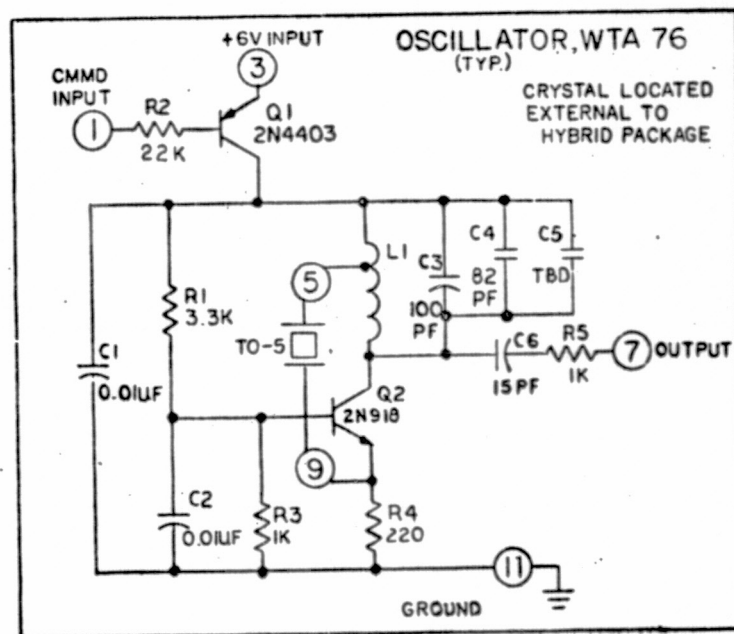 OSCILLATOR, WTA 76
(TYP.)
CRYSTAL LOCATED
EXTERNAL TO
HYBRID PACKAGE
+6V INPUT
3
CMMD
INPUT
1
R2
22K
Q1
2N4403
R1
3.3K
C1
0.01UF
C2
0.01UF
R3
1K
5
TO-5
9
L1
Q2
2N918
R4
220
C3
100
PF
C4
82
PF
C5
TBD
C6
15PF
R5
1K
7
OUTPUT
11
GROUND